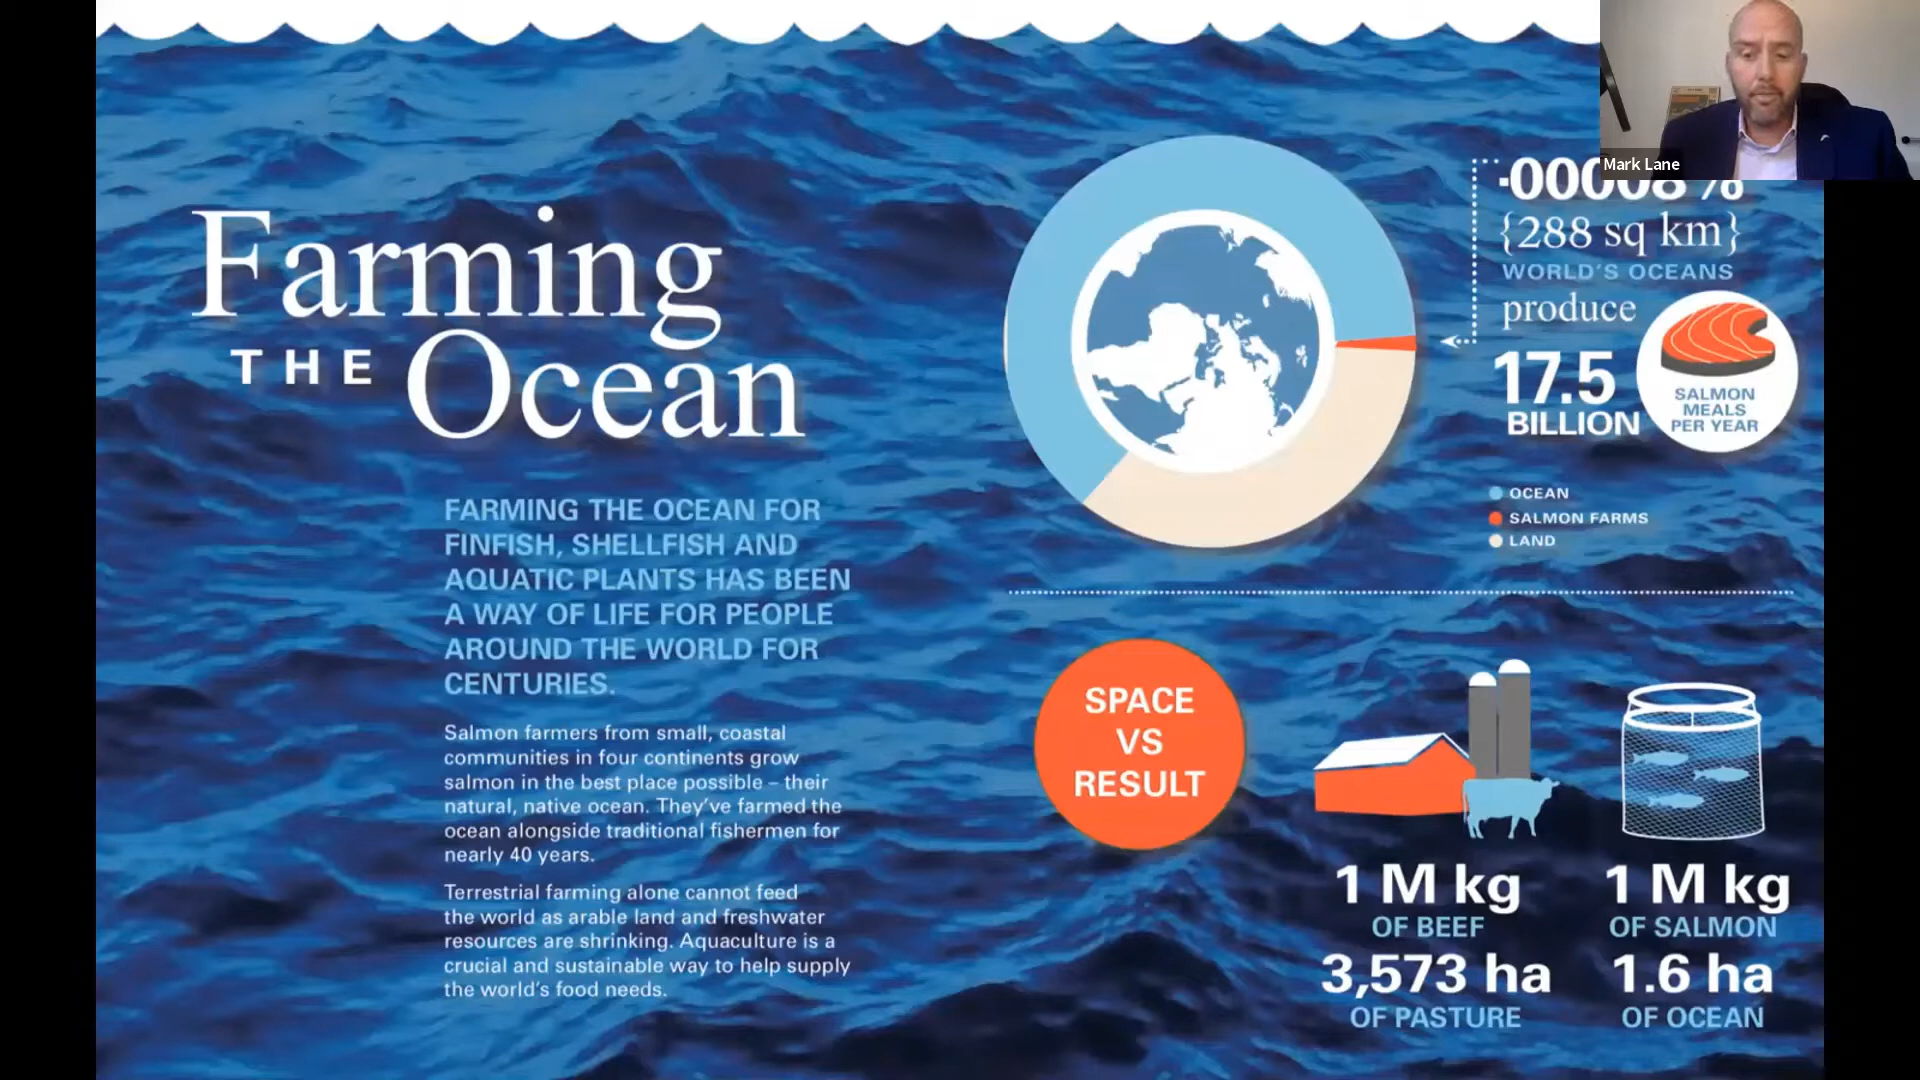 Farming
THE Ocean
FARMING THE OCEAN FOR
FINFISH, SHELLFISH AND
AQUATIC PLANTS HAS BEEN
A WAY OF LIFE FOR PEOPLE
AROUND THE WORLD FOR
CENTURIES.
Salmon farmers from small, coastal
communities in four continents grow
salmon in the best place possible – their
natural, native ocean. They've farmed the
ocean alongside traditional fishermen for
nearly 40 years.
Terrestrial farming alone cannot feed
the world as arable land and freshwater
resources are shrinking. Aquaculture is a
crucial and sustainable way to help supply
the world's food needs.
Mark Lane
.00008%
{288 sq km}
WORLD'S OCEANS
produce
17.5
BILLION
SALMON
MEALS
PER YEAR
OCEAN
SALMON FARMS
LAND
SPACE
VS
RESULT
1 M kg
OF BEEF
3,573 ha
OF PASTURE
1 M kg
OF SALMON
1.6 ha
OF OCEAN